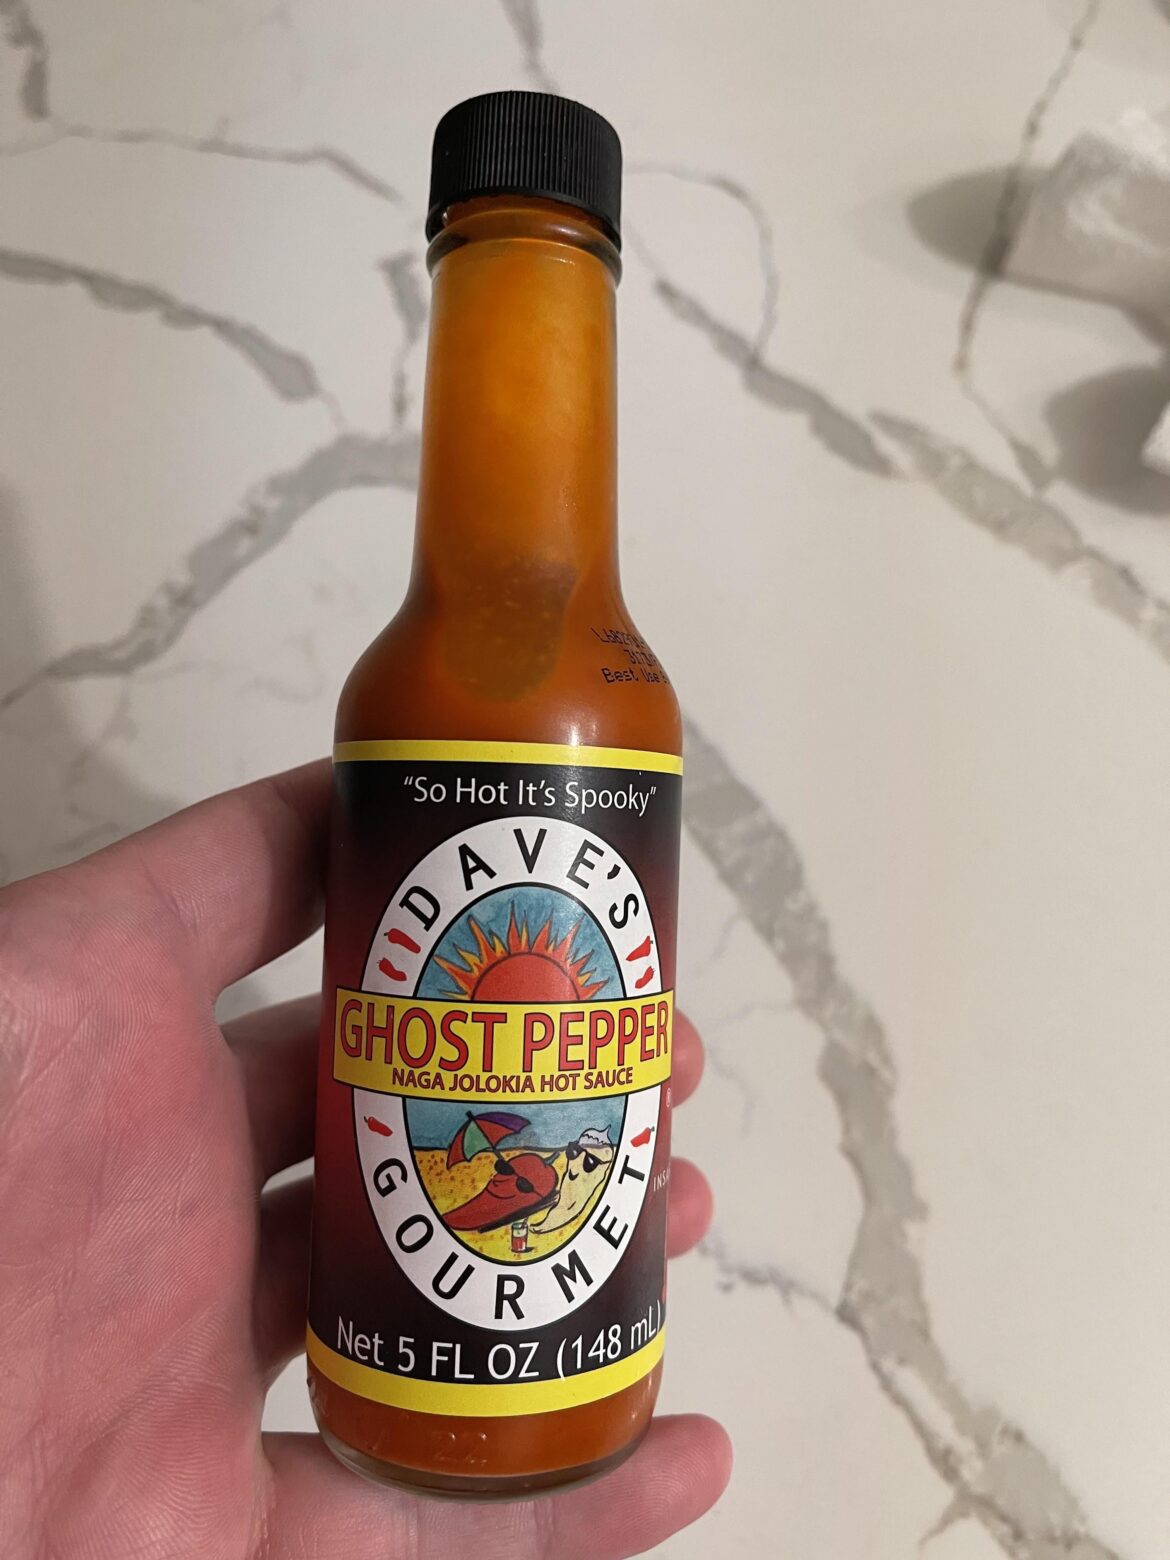 Best Use
"So Hot It's Spooky"
DAVE'S
GHOST PEPPER
NAGA JOLOKIA HOT SAUCE
®
GOURMET
Net 5 FL OZ (148 mL)
22